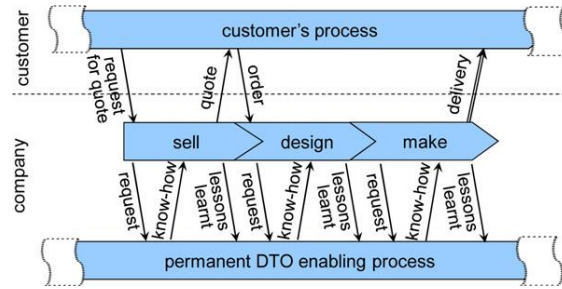 customer
customer's process
request
for quote
quote
order
delivery
company
sell
design
make
request
know-how
lessons
learnt
request
know-how
lessons
learnt
request
know-how
lessons
learnt
permanent DTO enabling process